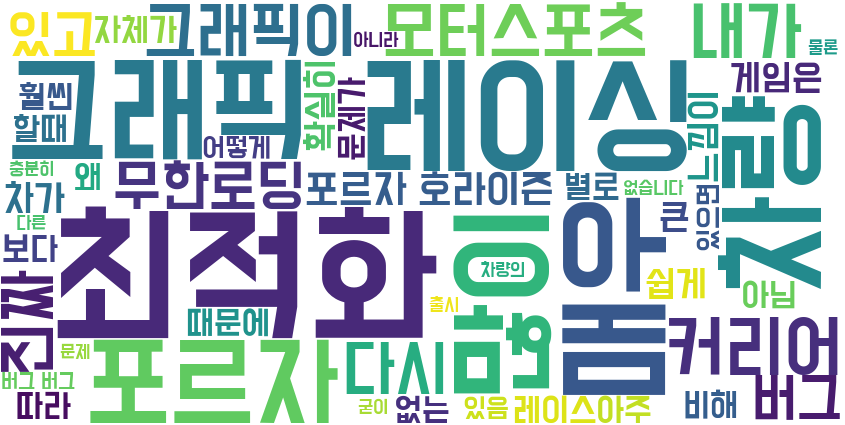 있고
자체가
그래픽이
아니라
모터스포츠
내가
물론
훨씬
할때
그래픽
확실히
문제가
레이싱
게임은
느낌이
차량
어떻게
충분히
왜
차가
무한로딩
포르자 호라이즌
별로
없습니다
다른
보다
최적화
차량의
큰
있으면
쉽게
아님
진짜
때문에
출시
문제
포르자
다시
커리어
버그 버그
따라
굳이
없는
있음
레이스
아주
비해
버그